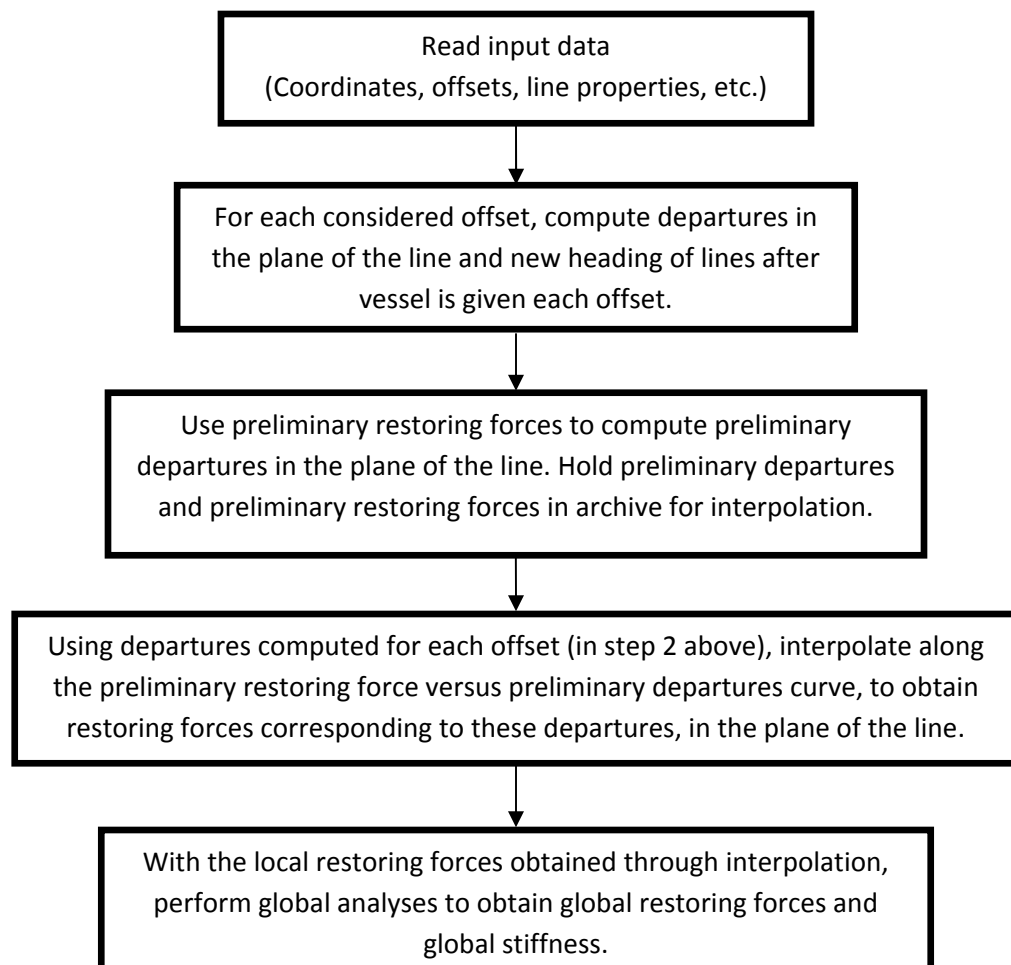 Read input data
(Coordinates, offsets, line properties, etc.)
For each considered offset, compute departures in
the plane of the line and new heading of lines after
vessel is given each offset.
Use preliminary restoring forces to compute preliminary
departures in the plane of the line. Hold preliminary departures
and preliminary restoring forces in archive for interpolation.
Using departures computed for each offset (in step 2 above), interpolate along
the preliminary restoring force versus preliminary departures curve, to obtain
restoring forces corresponding to these departures, in the plane of the line.
With the local restoring forces obtained through interpolation,
perform global analyses to obtain global restoring forces and
global stiffness.